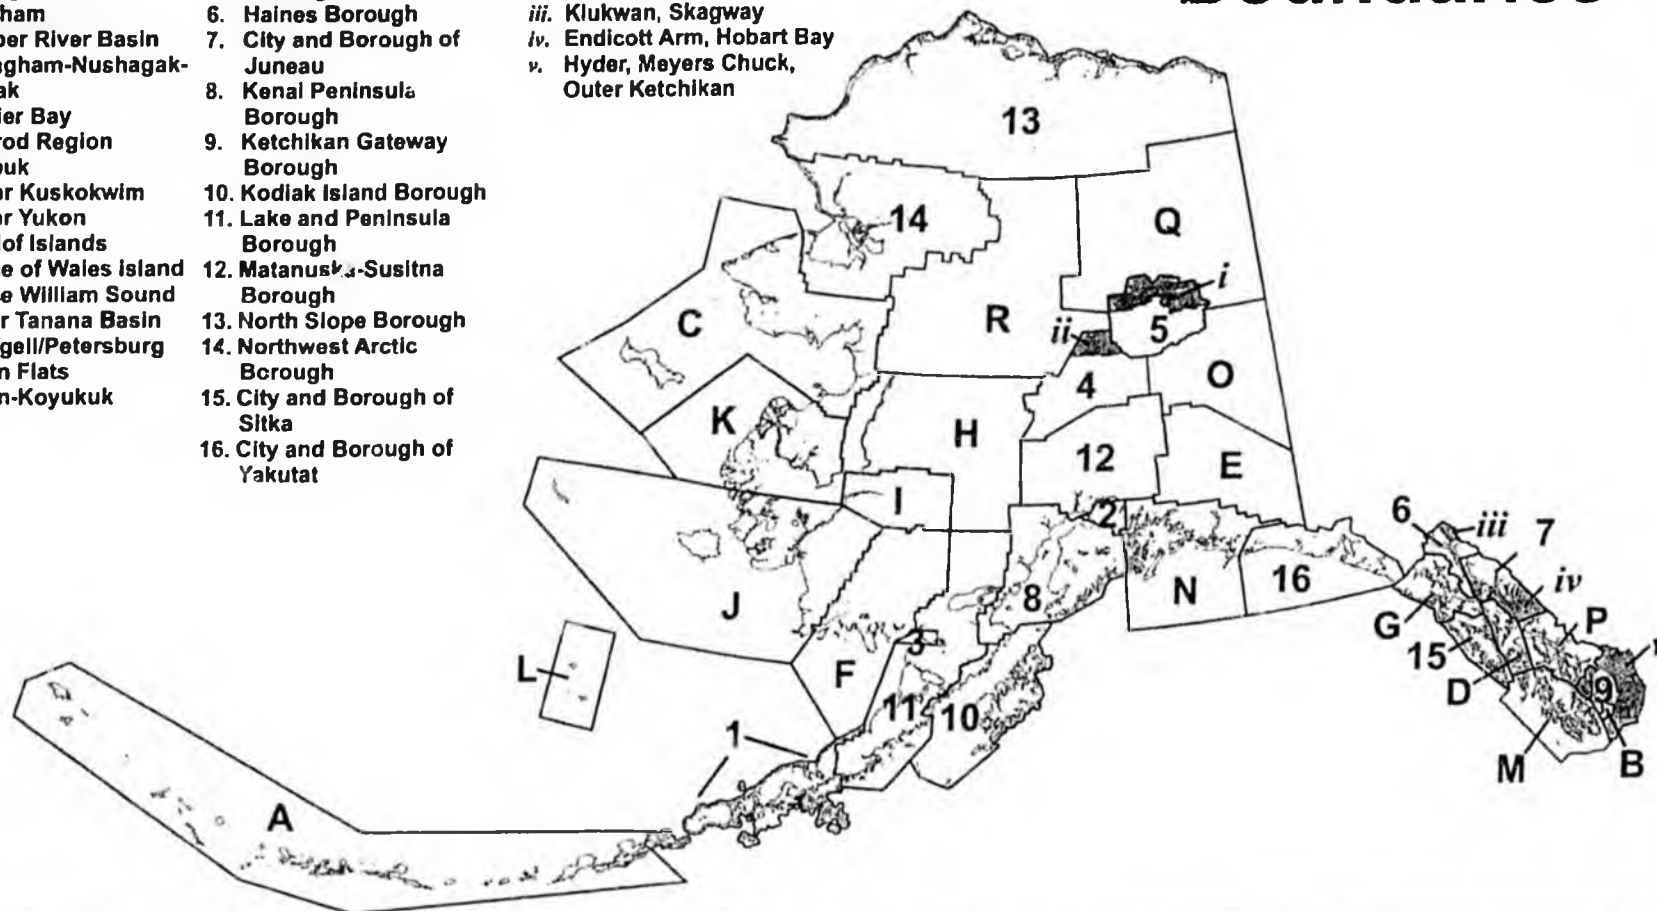 ham
per River Basin
gham-Nushagak-
ak
ier Bay
rod Region
buk
er Kuskokwim
er Yukon
lof Islands
e of Wales Island
e William Sound
r Tanana Basin
gell/Petersburg
n Flats
n-Koyukuk
6. Haines Borough
7. City and Borough of
Juneau
8. Kenai Peninsula
Borough
9. Ketchikan Gateway
Borough
10. Kodiak Island Borough
11. Lake and Peninsula
Borough
12. Matanuska-Susitna
Borough
13. North Slope Borough
14. Northwest Arctic
Borough
15. City and Borough of
Sitka
16. City and Borough of
Yakutat
iii. Klukwan, Skagway
iv. Endicott Arm, Hobart Bay
v. Hyder, Meyers Chuck,
Outer Ketchikan
Boundaries
13
14
Q
i
C
R
ii
5
4
O
K
H
12
E
I
2
6
iii
7
iv
J
8
N
16
G
P
3
15
L
F
D
9
11
10
1
M
B
A